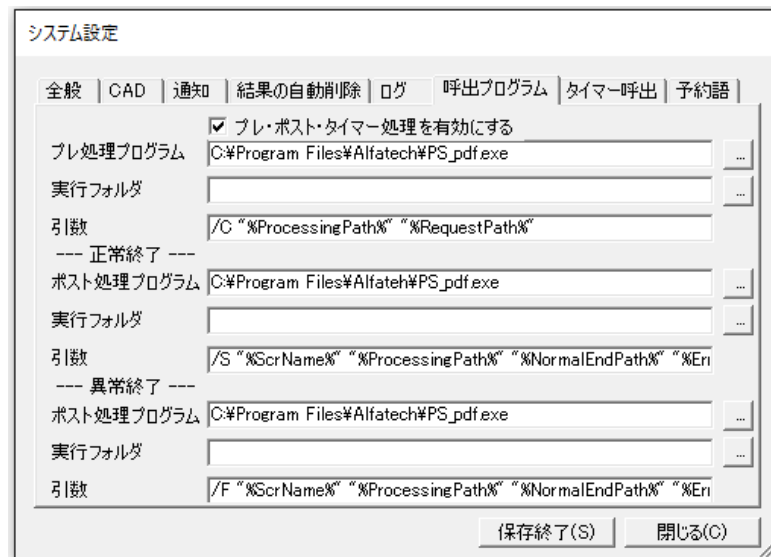 システム設定
全般 CAD 通知 結果の自動削除 ログ 呼出プログラム タイマー呼出 予約語
プレ・ポスト・タイマー処理を有効にする
プレ処理プログラム C:¥Program Files¥Alfatech¥PS_pdf.exe ...
実行フォルダ ...
引数 /C "%ProcessingPath%" "%RequestPath%"
--- 正常終了 ---
ポスト処理プログラム C:¥Program Files¥Alfateh¥PS_pdf.exe ...
実行フォルダ ...
引数 /S "%ScrName%" "%ProcessingPath%" "%NormalEndPath%" "%Err
--- 異常終了 ---
ポスト処理プログラム C:¥Program Files¥Alfatech¥PS_pdf.exe ...
実行フォルダ ...
引数 /F "%ScrName%" "%ProcessingPath%" "%NormalEndPath%" "%Err
保存終了(S) 閉じる(C)